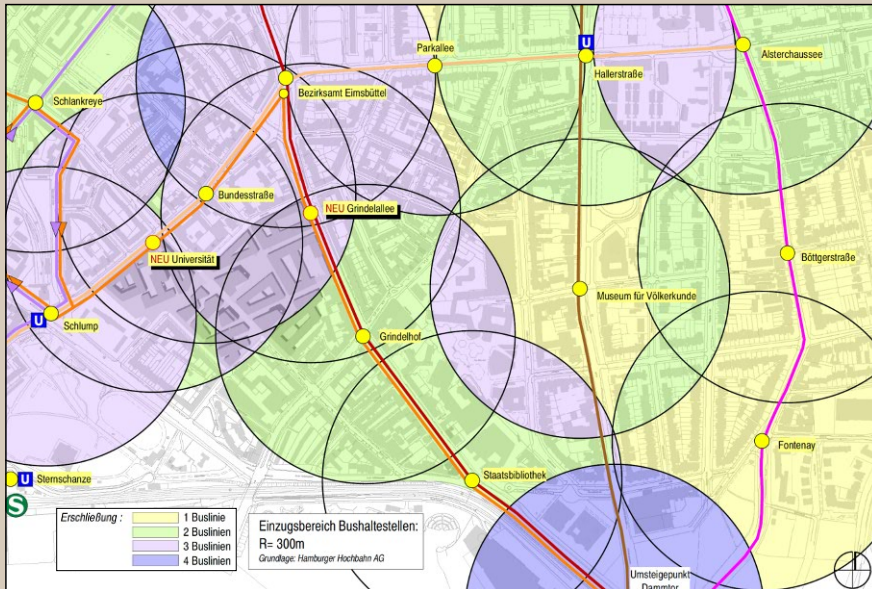 Parkallee
U
Hallerstraße
Alsterchaussee
Schlankreye
Bezirksamt Eimsbüttel
Bundesstraße
NEU Grindelallee
NEU Universität
Böttgerstraße
Museum für Völkerkunde
U
Schlump
Grindelhof
Fontenay
Staatsbibliothek
U
Sternschanze
S
Erschließung :
1 Buslinie
2 Buslinien
3 Buslinien
4 Buslinien
Einzugsbereich Bushaltestellen:
R= 300m
Grundlage: Hamburger Hochbahn AG
Umsteigepunkt
Dammtor